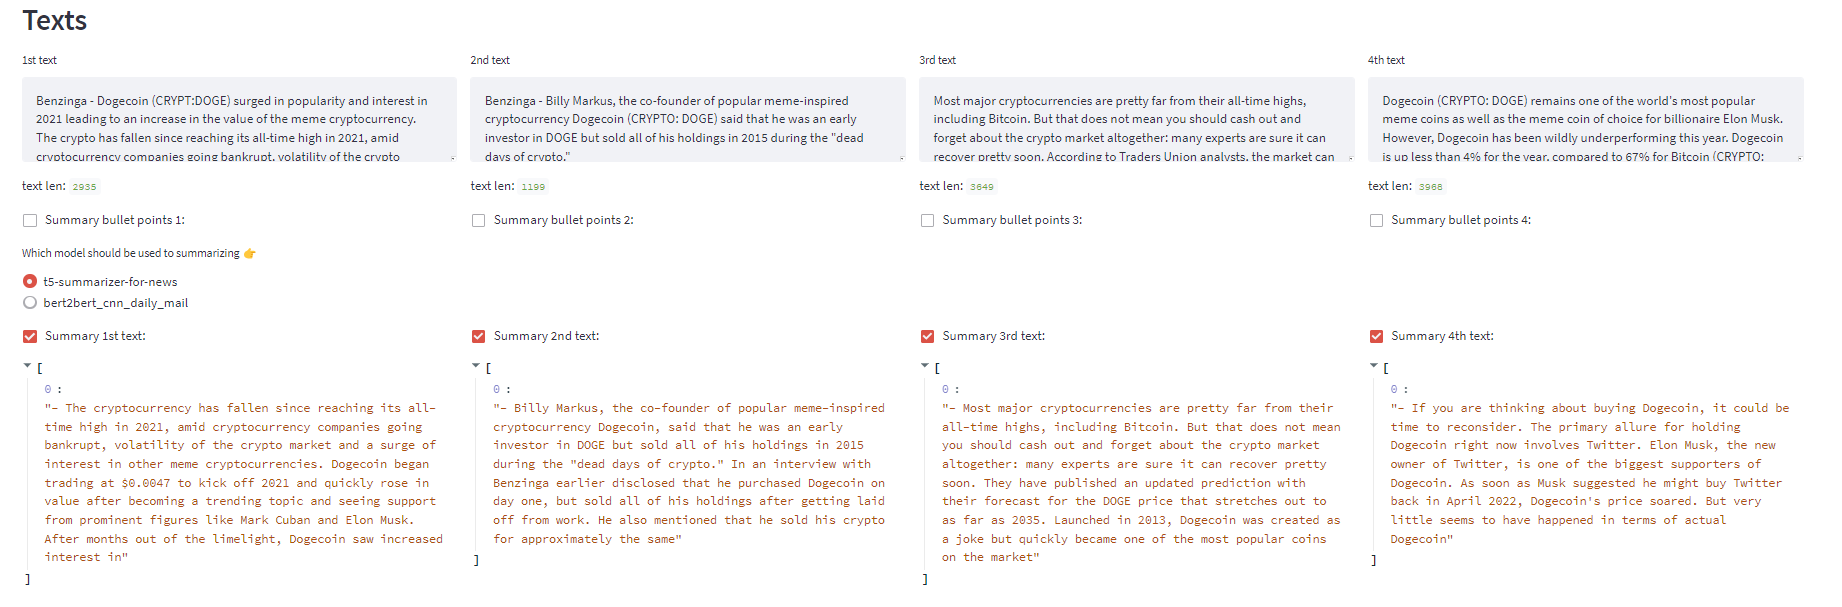 Texts
1st text
Benzinga - Dogecoin (CRYPT:DOGE) surged in popularity and interest in
2021 leading to an increase in the value of the meme cryptocurrency.
The crypto has fallen since reaching its all-time high in 2021, amid
cryptocurrency companies going bankrupt, volatility of the crypto
text len: 2935
Summary bullet points 1:
2nd text
Benzinga - Billy Markus, the co-founder of popular meme-inspired
cryptocurrency Dogecoin (CRYPTO: DOGE) said that he was an early
investor in DOGE but sold all of his holdings in 2015 during the "dead
days of crypto."
text len: 1199
Summary bullet points 2:
3rd text
Most major cryptocurrencies are pretty far from their all-time highs,
including Bitcoin. But that does not mean you should cash out and
forget about the crypto market altogether: many experts are sure it can
recover pretty soon. According to Traders Union analysts, the market can
text len: 3649
Summary bullet points 3:
4th text
Dogecoin (CRYPTO: DOGE) remains one of the world's most popular
meme coins as well as the meme coin of choice for billionaire Elon Musk.
However, Dogecoin has been wildly underperforming this year. Dogecoin
is up less than 4% for the year, compared to 67% for Bitcoin (CRYPTO:
text len: 3968
Summary bullet points 4:
Which model should be used to summarizing 👉
t5-summarizer-for-news
bert2bert_cnn_daily_mail
Summary 1st text:
[
0 :
"- The cryptocurrency has fallen since reaching its all-
time high in 2021, amid cryptocurrency companies going
bankrupt, volatility of the crypto market and a surge of
interest in other meme cryptocurrencies. Dogecoin began
trading at $0.0047 to kick off 2021 and quickly rose in
value after becoming a trending topic and seeing support
from prominent figures like Mark Cuban and Elon Musk.
After months out of the limelight, Dogecoin saw increased
interest in"
]
Summary 2nd text:
[
0 :
"- Billy Markus, the co-founder of popular meme-inspired
cryptocurrency Dogecoin, said that he was an early
investor in DOGE but sold all of his holdings in 2015
during the "dead days of crypto." In an interview with
Benzinga earlier disclosed that he purchased Dogecoin on
day one, but sold all of his holdings after getting laid
off from work. He also mentioned that he sold his crypto
for approximately the same"
]
Summary 3rd text:
[
0 :
"- Most major cryptocurrencies are pretty far from their
all-time highs, including Bitcoin. But that does not mean
you should cash out and forget about the crypto market
altogether: many experts are sure it can recover pretty
soon. They have published an updated prediction with
their forecast for the DOGE price that stretches out to
as far as 2035. Launched in 2013, Dogecoin was created as
a joke but quickly became one of the most popular coins
on the market"
]
Summary 4th text:
[
0 :
"- If you are thinking about buying Dogecoin, it could be
time to reconsider. The primary allure for holding
Dogecoin right now involves Twitter. Elon Musk, the new
owner of Twitter, is one of the biggest supporters of
Dogecoin. As soon as Musk suggested he might buy Twitter
back in April 2022, Dogecoin's price soared. But very
little seems to have happened in terms of actual
Dogecoin"
]